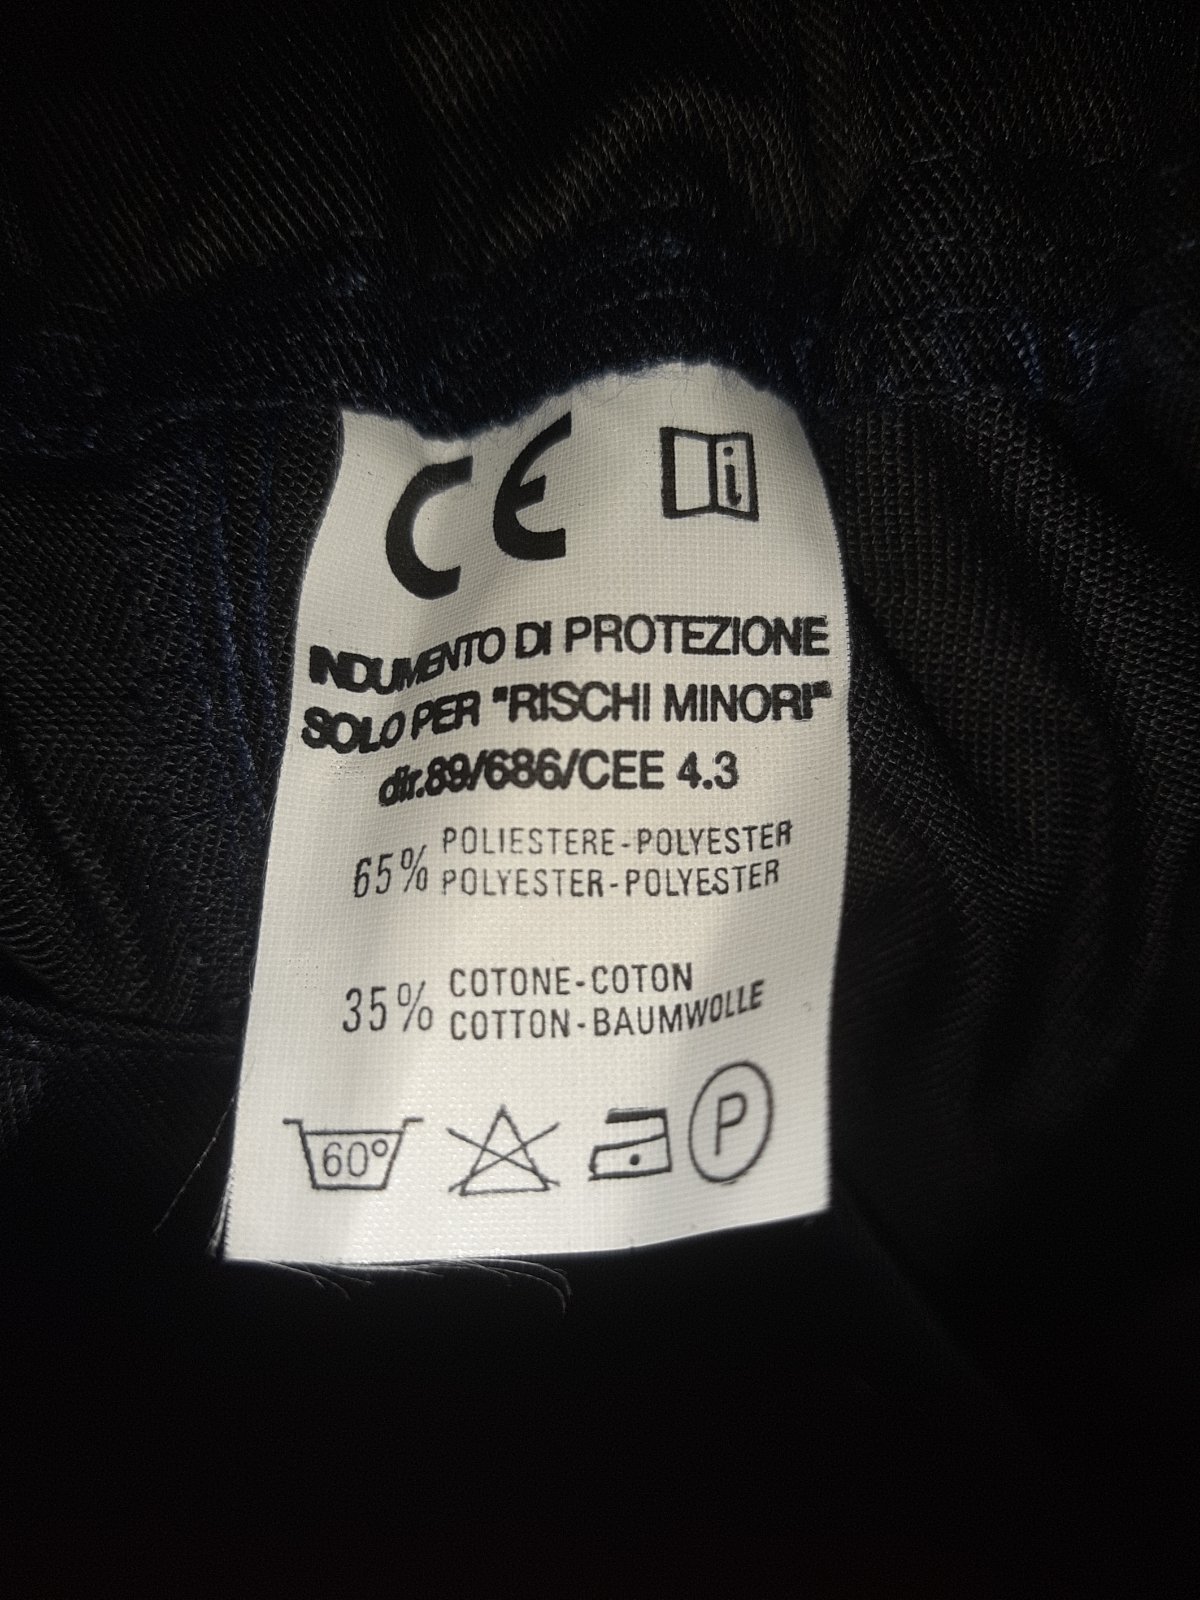 CE i
INDUMENTO DI PROTEZIONE
SOLO PER "RISCHI MINORI"
dir.89/686/CEE 4.3
65% POLIESTERE-POLYESTER
POLYESTER-POLYESTER
35% COTONE-COTON
COTTON-BAUMWOLLE
60° P